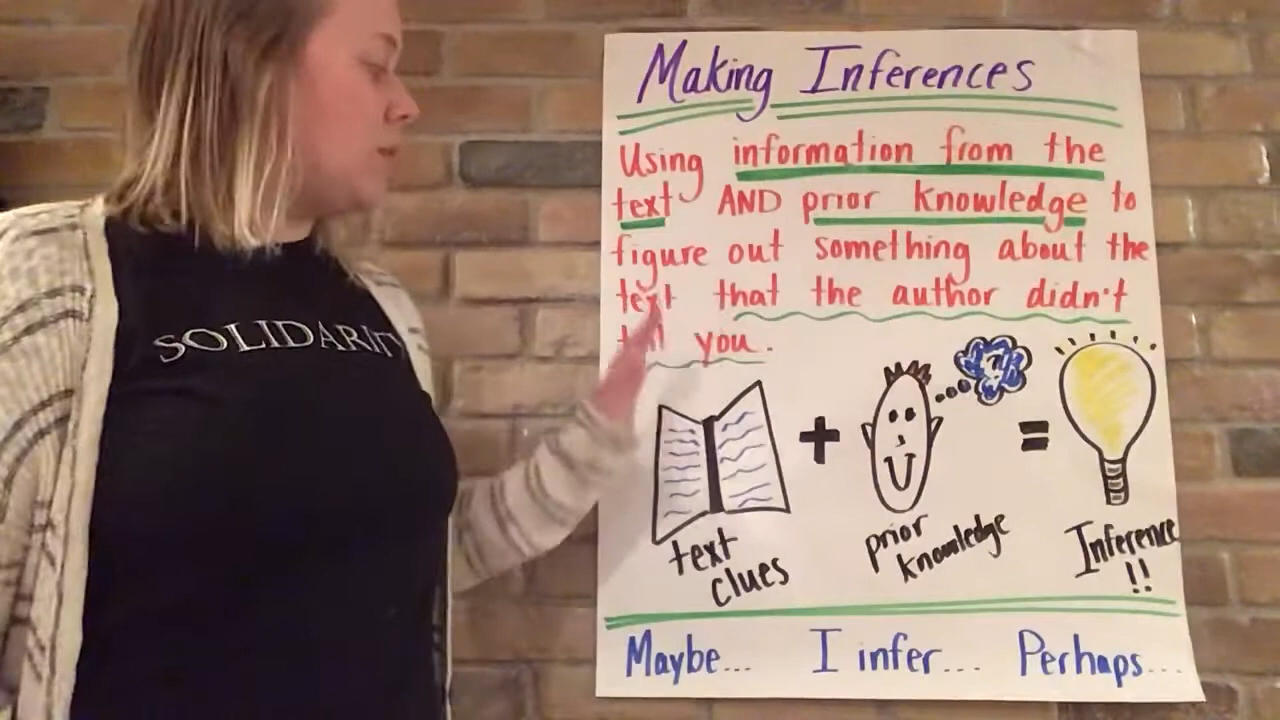 SOLIDARIT
Making Inferences
Using information from the
text AND prior knowledge to
figure out something about the
text that the author didn't
you.
text
clues
+
prior
knowledge
=
Inference
!!
Maybe... I infer... Perhaps...